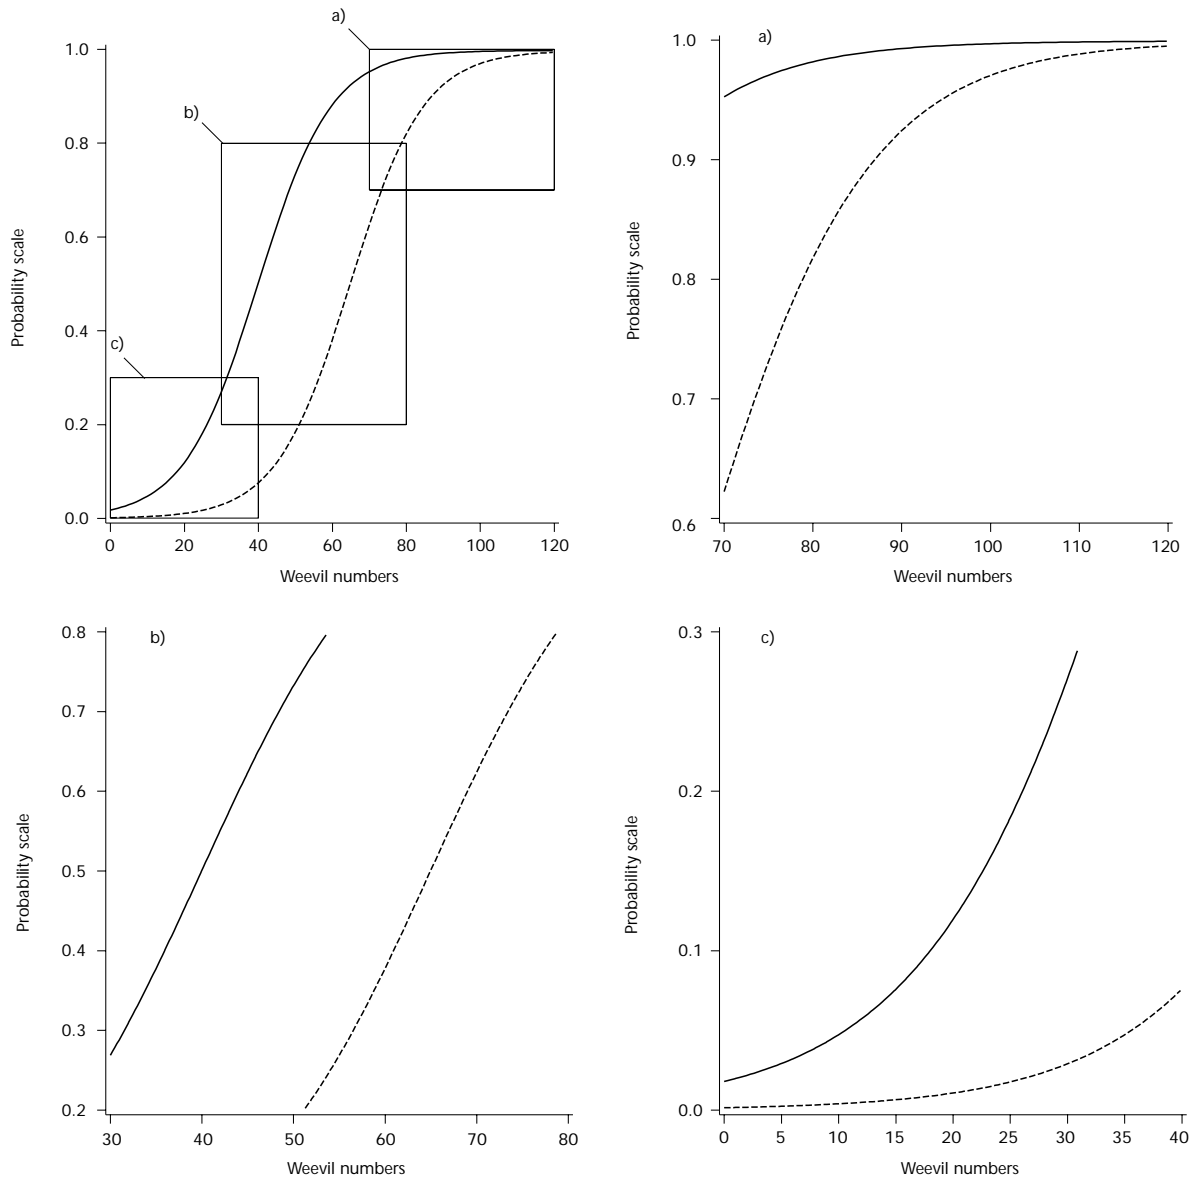 a)
1.0
b)
0.8
0.6
c)
0.4
0.2
0.0
0 20 40 60 80 100 120
Probability scale
Weevil numbers
a)
1.0
0.9
0.8
0.7
0.6
70 80 90 100 110 120
Probability scale
Weevil numbers
b)
0.8
0.7
0.6
0.5
0.4
0.3
0.2
30 40 50 60 70 80
Probability scale
Weevil numbers
c)
0.3
0.2
0.1
0.0
0 5 10 15 20 25 30 35 40
Probability scale
Weevil numbers